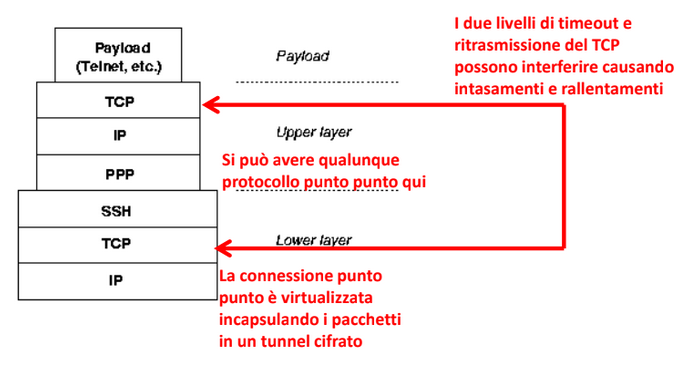 I due livelli di timeout e
ritrasmissione del TCP
possono interferire causando
intasamenti e rallentamenti
Payload
(Telnet, etc.)
Payload
TCP
IP
Upper layer
Si può avere qualunque
protocollo punto punto qui
PPP
SSH
TCP
Lower layer
IP
La connessione punto
punto è virtualizzata
incapsulando i pacchetti
in un tunnel cifrato